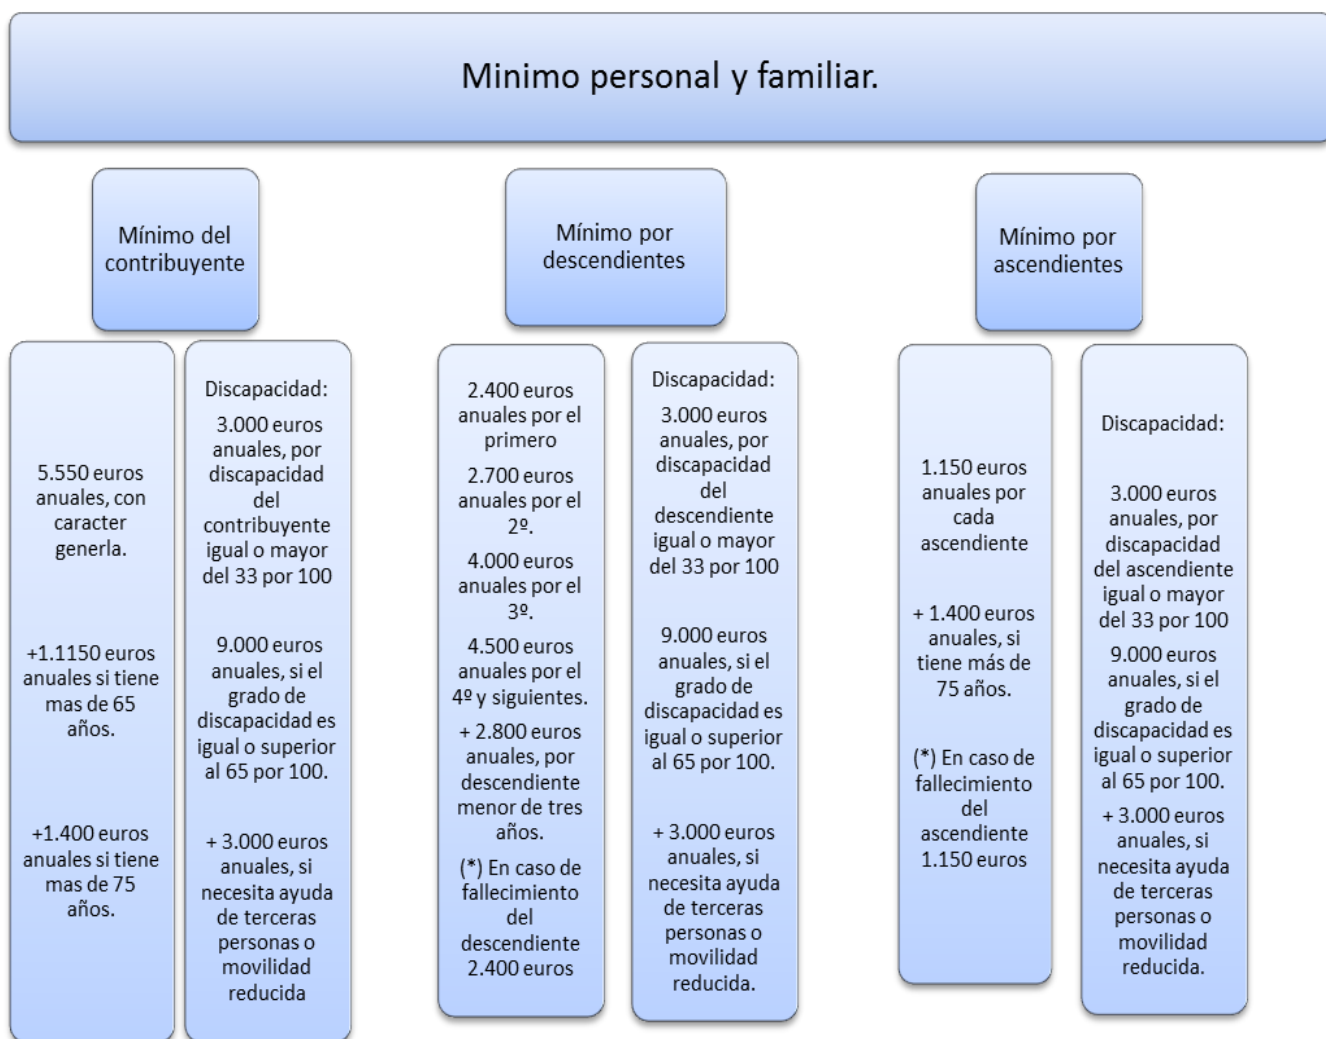 Minimo personal y familiar.
Mínimo del
contribuyente
5.550 euros
anuales, con
caracter
generla.
+1.1150 euros
anuales si tiene
mas de 65
años.
+1.400 euros
anuales si tiene
mas de 75
años.
Discapacidad:
3.000 euros
anuales, por
discapacidad
del
contribuyente
igual o mayor
del 33 por 100
9.000 euros
anuales, si el
grado de
discapacidad es
igual o superior
al 65 por 100.
+ 3.000 euros
anuales, si
necesita ayuda
de terceras
personas o
movilidad
reducida
Mínimo por
descendientes
2.400 euros
anuales por el
primero
2.700 euros
anuales por el
2º.
4.000 euros
anuales por el
3º.
4.500 euros
anuales por el
4º y siguientes.
+ 2.800 euros
anuales, por
descendiente
menor de tres
años.
(*) En caso de
fallecimiento
del
descendiente
2.400 euros
Discapacidad:
3.000 euros
anuales, por
discapacidad
del
descendiente
igual o mayor
del 33 por 100
9.000 euros
anuales, si el
grado de
discapacidad es
igual o superior
al 65 por 100.
+ 3.000 euros
anuales, si
necesita ayuda
de terceras
personas o
movilidad
reducida.
Mínimo por
ascendientes
1.150 euros
anuales por
cada
ascendiente
+ 1.400 euros
anuales, si
tiene más de
75 años.
(*) En caso de
fallecimiento
del
ascendiente
1.150 euros
Discapacidad:
3.000 euros
anuales, por
discapacidad
del ascendiente
igual o mayor
del 33 por 100
9.000 euros
anuales, si el
grado de
discapacidad es
igual o superior
al 65 por 100.
+ 3.000 euros
anuales, si
necesita ayuda
de terceras
personas o
movilidad
reducida.